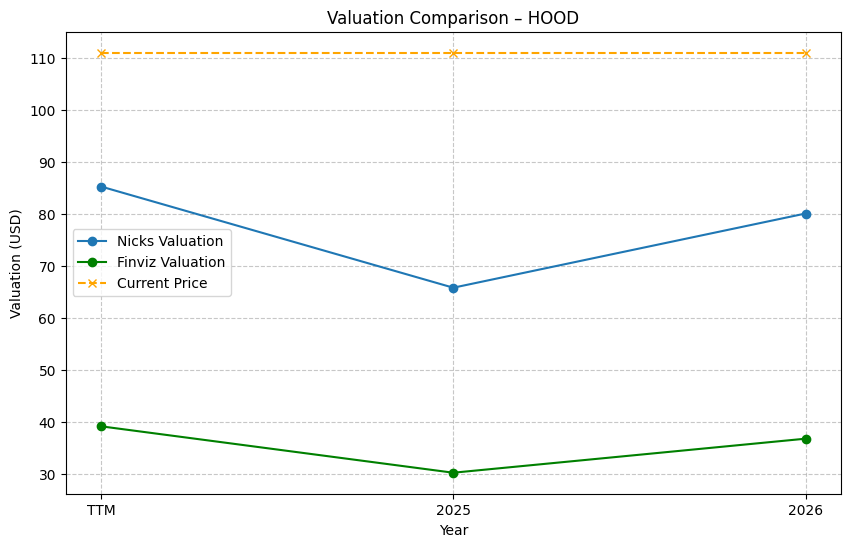 Valuation Comparison – HOOD
Valuation (USD)
110
100
90
80
70
60
50
40
30
Nicks Valuation
Finviz Valuation
Current Price
TTM 2025 2026
Year